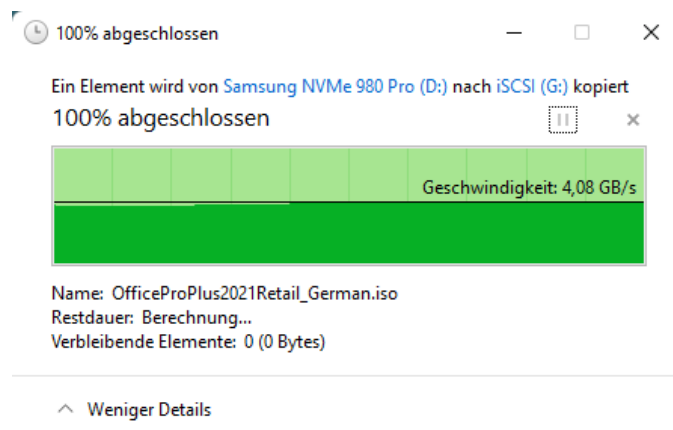 100% abgeschlossen
Ein Element wird von Samsung NVMe 980 Pro (D:) nach iSCSI (G:) kopiert
100% abgeschlossen
Geschwindigkeit: 4,08 GB/s
Name: OfficeProPlus2021Retail_German.iso
Restdauer: Berechnung...
Verbleibende Elemente: 0 (0 Bytes)
Weniger Details